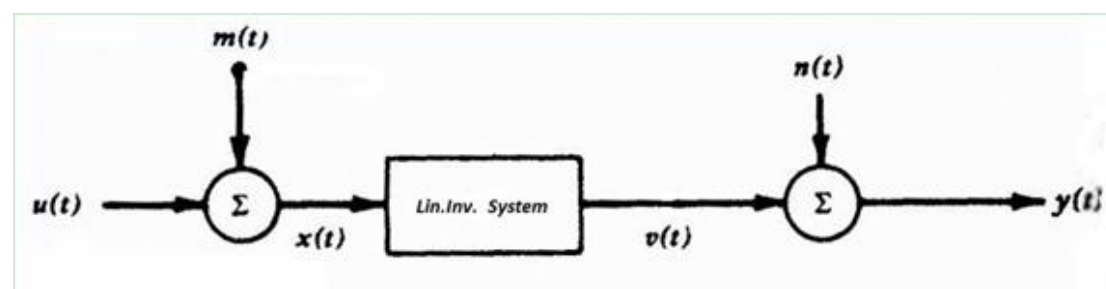 m(t)
n(t)
u(t)
Σ
Lin.Inv. System
Σ
y(t)
x(t)
v(t)